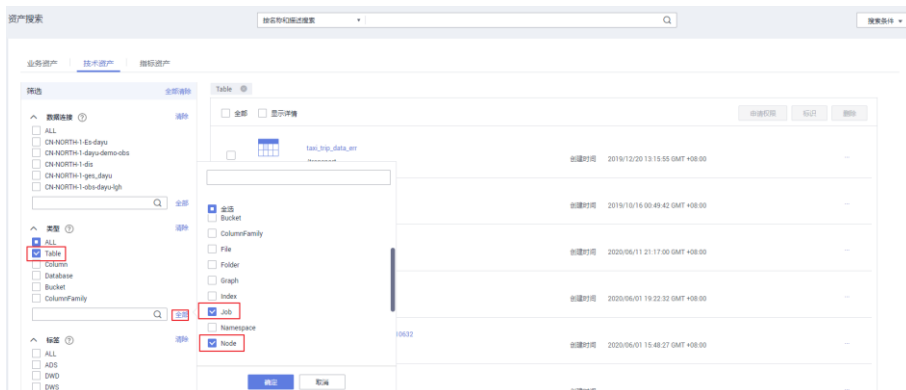 资产搜索
按名称和描述搜索
搜索条件
业务资产
技术资产
指标资产
筛选
全部清除
Table
数据连接
清除
ALL
CN-NORTH-1-Es-dayu
CN-NORTH-1-dayu-demo-obs
CN-NORTH-1-dis
CN-NORTH-1-ges_dayu
CN-NORTH-1-obs-dayu-lgh
全部
类型
清除
ALL
Table
Column
Database
Bucket
ColumnFamily
全部
标签
清除
ALL
ADS
DWD
DWS
全部
显示详情
申请权限
标识
删除
taxi_trip_data_err
创建时间 2019/12/20 13:15:55 GMT +08:00
创建时间 2019/10/16 00:49:42 GMT +08:00
创建时间 2020/06/11 21:17:00 GMT +08:00
创建时间 2020/06/01 19:22:32 GMT +08:00
10632
创建时间 2020/06/01 15:48:27 GMT +08:00
全选
Bucket
ColumnFamily
File
Folder
Graph
Index
Job
Namespace
Node
确定
取消